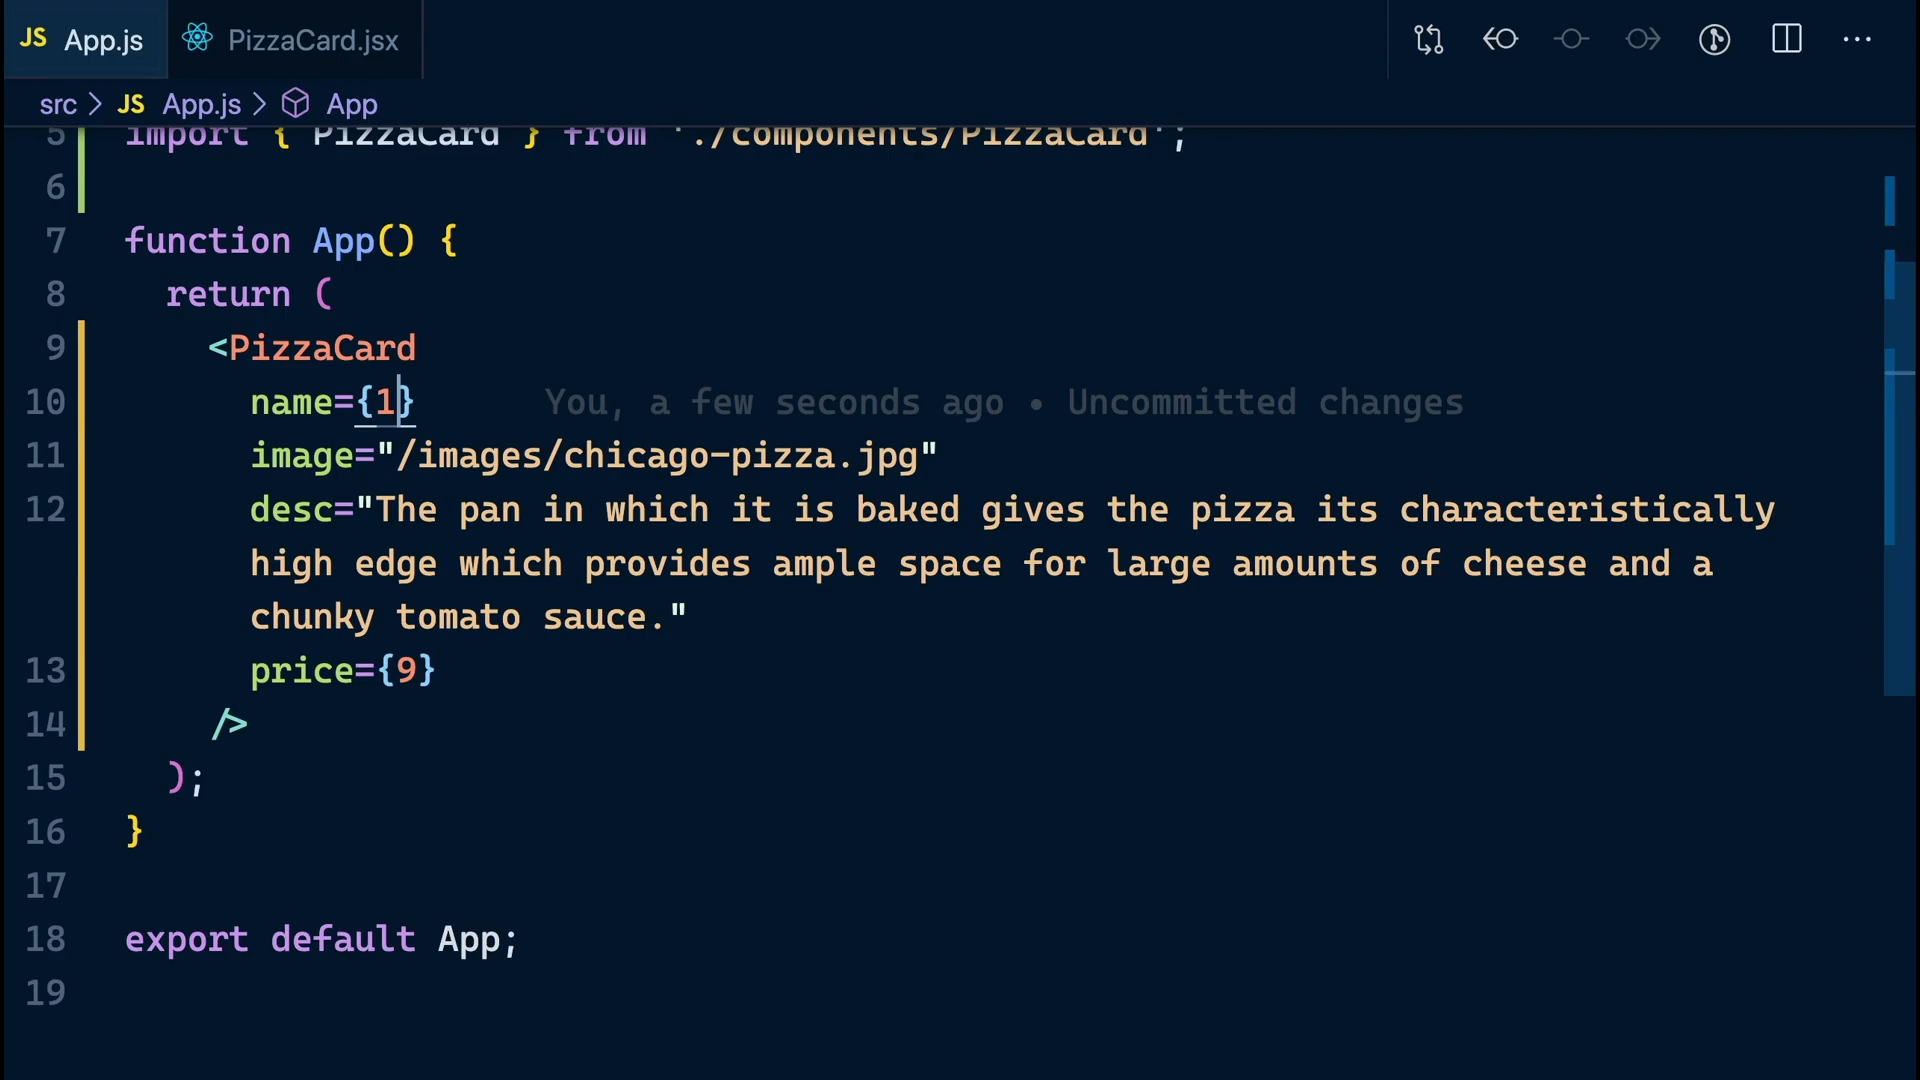 JS App.js PizzaCard.jsx
src > JS App.js > App
5 import { PizzaCard } from './components/PizzaCard';
6
7 function App() {
8 return (
9 <PizzaCard
10 name={1} You, a few seconds ago • Uncommitted changes
11 image="/images/chicago-pizza.jpg"
12 desc="The pan in which it is baked gives the pizza its characteristically
high edge which provides ample space for large amounts of cheese and a
chunky tomato sauce."
13 price={9}
14 />
15 );
16 }
17
18 export default App;
19